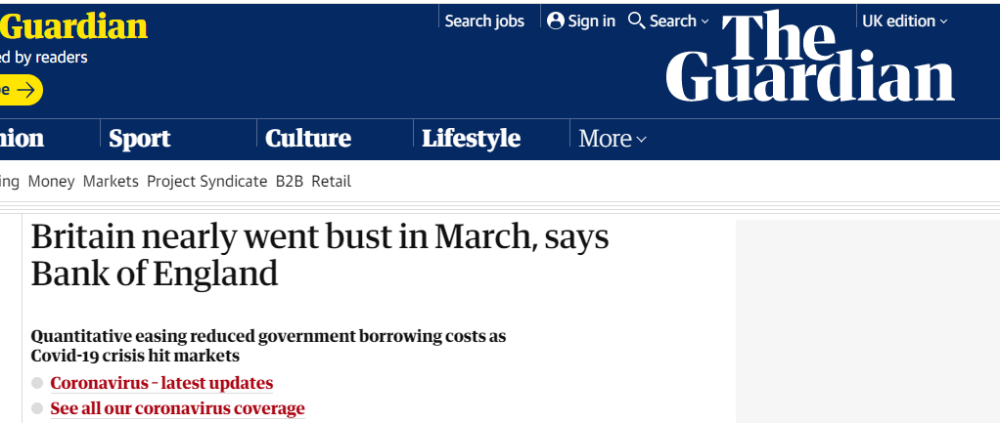 Guardian
ed by readers
Search jobs
Sign in
Search
UK edition
The
Guardian
Sport
Culture
Lifestyle
More
Money Markets Project Syndicate B2B Retail
Britain nearly went bust in March, says
Bank of England
Quantitative easing reduced government borrowing costs as
Covid-19 crisis hit markets
Coronavirus – latest updates
See all our coronavirus coverage